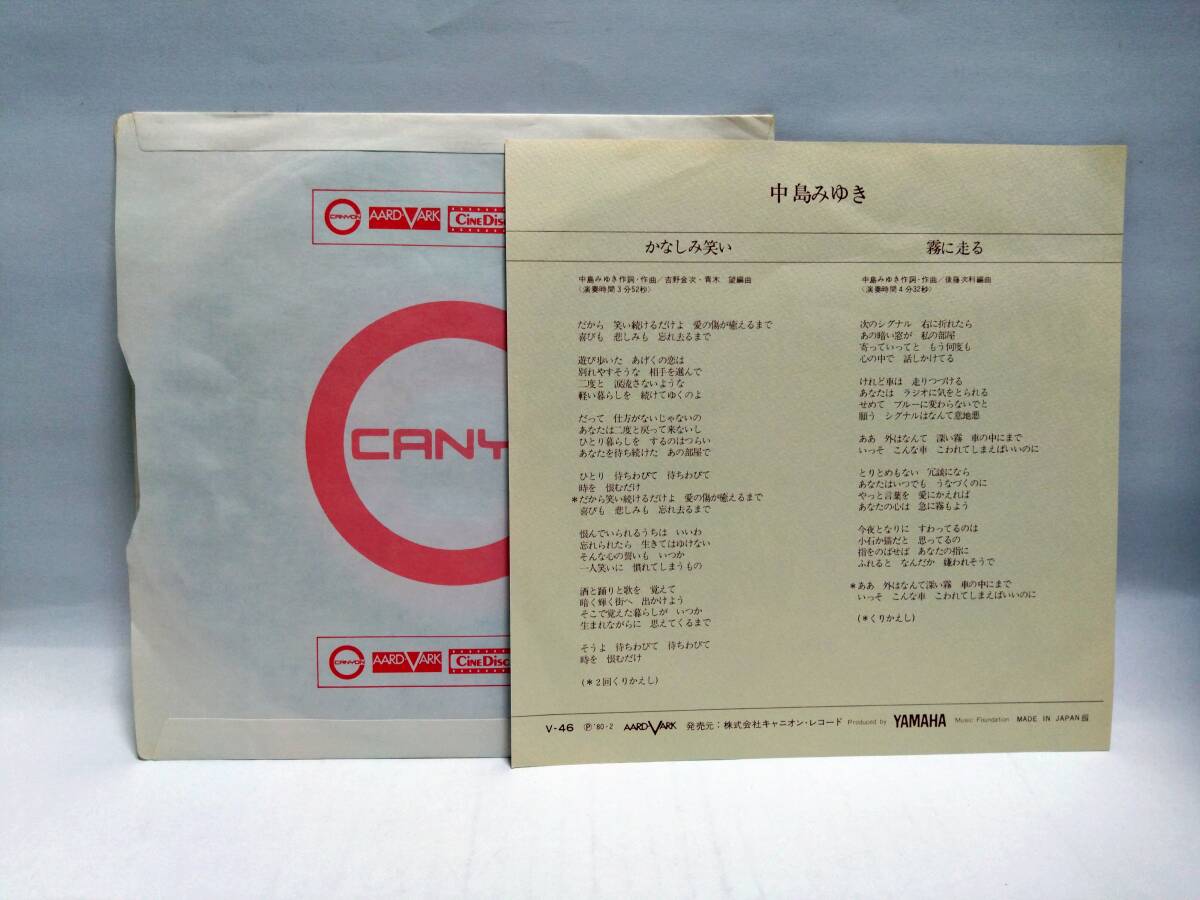 CANYON AARD-VARK CINEDISC
CANY
CANYON AARD-VARK CINEDISC
中島みゆき
かなしみ笑い
中島みゆき作詞・作曲/吉野金次・青木 望編曲
(演奏時間3分52秒)
だから 笑い続けるだけよ 愛の傷が癒えるまで
喜びも 悲しみも 忘れ去るまで
遊び歩いた あげくの恋は
別れやすそうな 相手を選んで
二度と 涙流さないような
軽い暮らしを 続けてゆくのよ
だって 仕方がないじゃないの
あなたは二度と戻って来ないし
ひとり暮らしを するのはつらい
あなたを待ち続けた あの部屋で
ひとり 待ちわびて 待ちわびて
時を 恨むだけ
*だから笑い続けるだけよ 愛の傷が癒えるまで
喜びも 悲しみも 忘れ去るまで
恨んでいられるうちは いいわ
忘れられたら 生きてはゆけない
そんな心の誓いも いつか
一人笑いに 慣れてしまうもの
酒と踊りと歌を 覚えて
暗く輝く街へ 出かけよう
そこで覚えた暮らしが いつか
生まれながらに 思えてくるまで
そうよ 待ちわびて 待ちわびて
時を 恨むだけ
(*2回くりかえし)
霧に走る
中島みゆき作詞・作曲/後藤次利編曲
(演奏時間4分32秒)
次のシグナル 右に折れたら
あの暗い窓が 私の部屋
寄っていってと もう何度も
心の中で 話しかけてる
けれど車は 走りつづける
あなたは ラジオに気をとられる
せめて ブルーに変わらないでと
願う シグナルはなんて意地悪
ああ 外はなんて 深い霧 車の中にまで
いっそ こんな車 こわれてしまえばいいのに
とりとめもない 冗談になら
あなたはいつでも うなづくのに
やっと言葉を 愛にかえれば
あなたの心は 急に霧もよう
今夜となりに すわってるのは
小石か猫だと 思ってるの
指をのばせば あなたの指に
ふれると なんだか 嫌われそうで
*ああ 外はなんて深い霧 車の中にまで
いっそ こんな車 こわれてしまえばいいのに
(*くりかえし)
V-46 Ⓟ'80-2 AARD-VARK 発売元:株式会社キャニオン・レコード Produced by YAMAHA Music Foundation MADE IN JAPAN